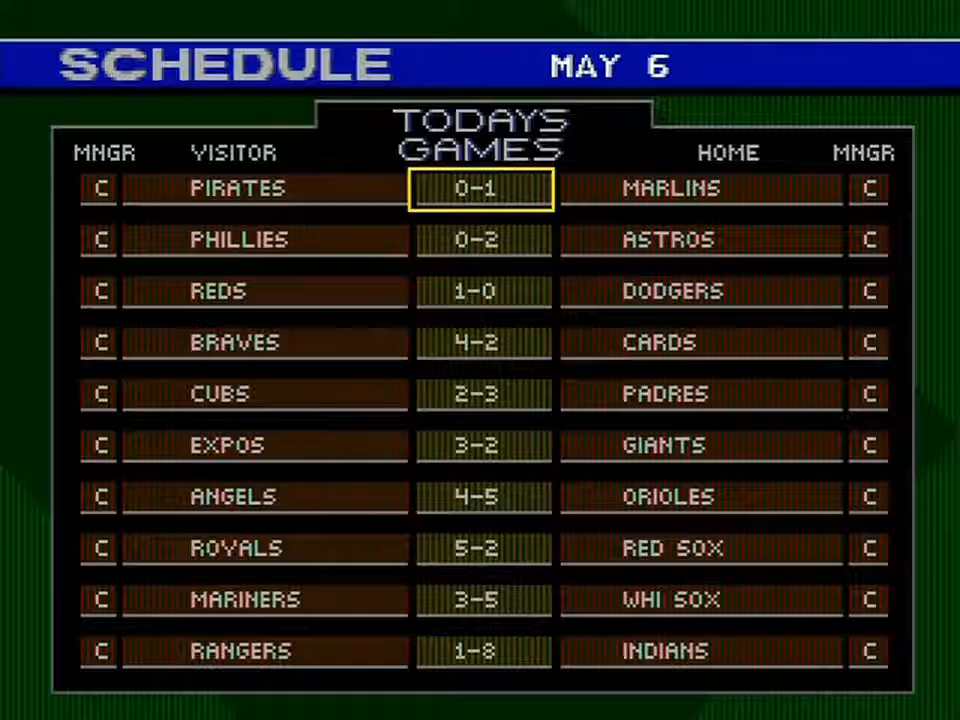 SCHEDULE MAY 6
TODAYS
GAMES
MNGR VISITOR HOME MNGR
C PIRATES 0-1 MARLINS C
C PHILLIES 0-2 ASTROS C
C REDS 1-0 DODGERS C
C BRAVES 4-2 CARDS C
C CUBS 2-3 PADRES C
C EXPOS 3-2 GIANTS C
C ANGELS 4-5 ORIOLES C
C ROYALS 5-2 RED SOX C
C MARINERS 3-5 WHI SOX C
C RANGERS 1-8 INDIANS C